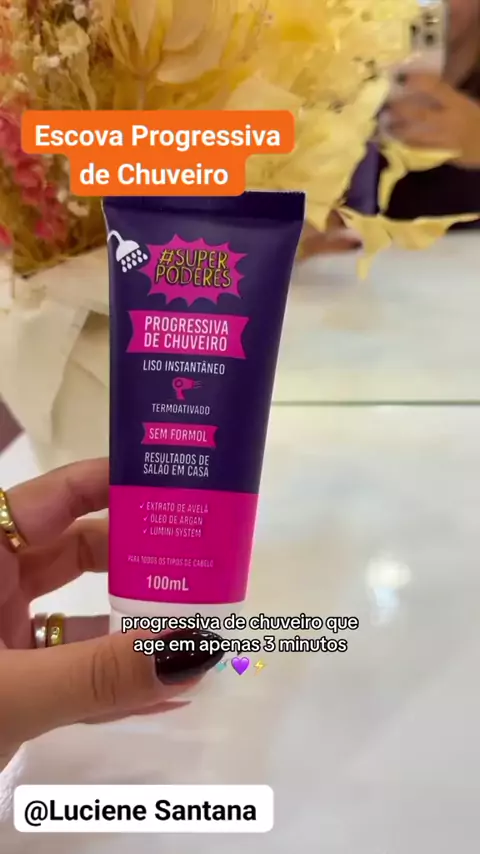 Escova Progressiva
de Chuveiro
#SUPER
PODERES
PROGRESSIVA
DE CHUVEIRO
LISO INSTANTÂNEO
TERMOATIVADO
SEM FORMOL
RESULTADOS DE
SALÃO EM CASA
✓ EXTRATO DE AVELÃ
✓ ÓLEO DE ARGAN
✓ LUMINI SYSTEM
PARA TODOS OS TIPOS DE CABELO
100mL
progressiva de chuveiro que
age em apenas 3 minutos
💜⚡
@Luciene Santana